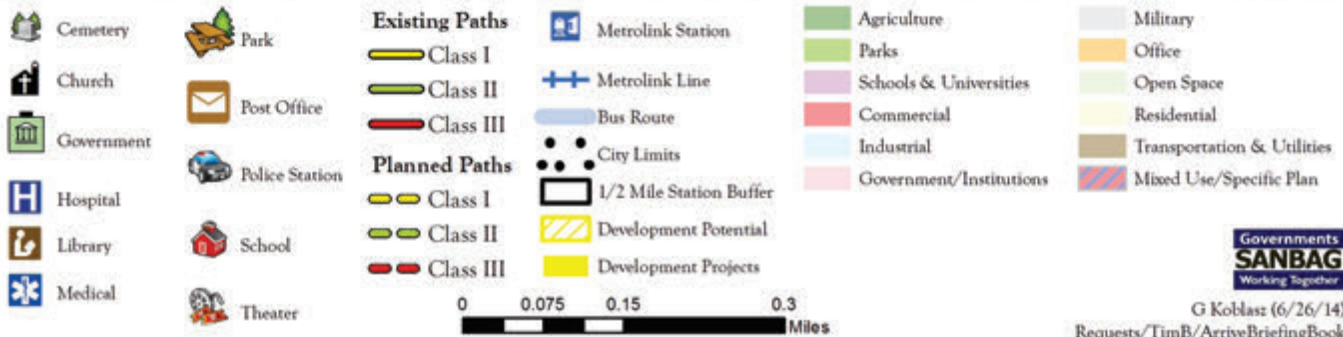 Cemetery
Church
Government
Hospital
Library
Medical
Park
Post Office
Police Station
School
Theater
Existing Paths
Class I
Class II
Class III
Planned Paths
Class I
Class II
Class III
Metrolink Station
Metrolink Line
Bus Route
City Limits
1/2 Mile Station Buffer
Development Potential
Development Projects
0 0.075 0.15 0.3
Miles
Agriculture
Parks
Schools & Universities
Commercial
Industrial
Government/Institutions
Military
Office
Open Space
Residential
Transportation & Utilities
Mixed Use/Specific Plan
Governments
SANBAG
Working Together
G Koblasz (6/26/14)
Requests/TimB/ArriveBriefingBook